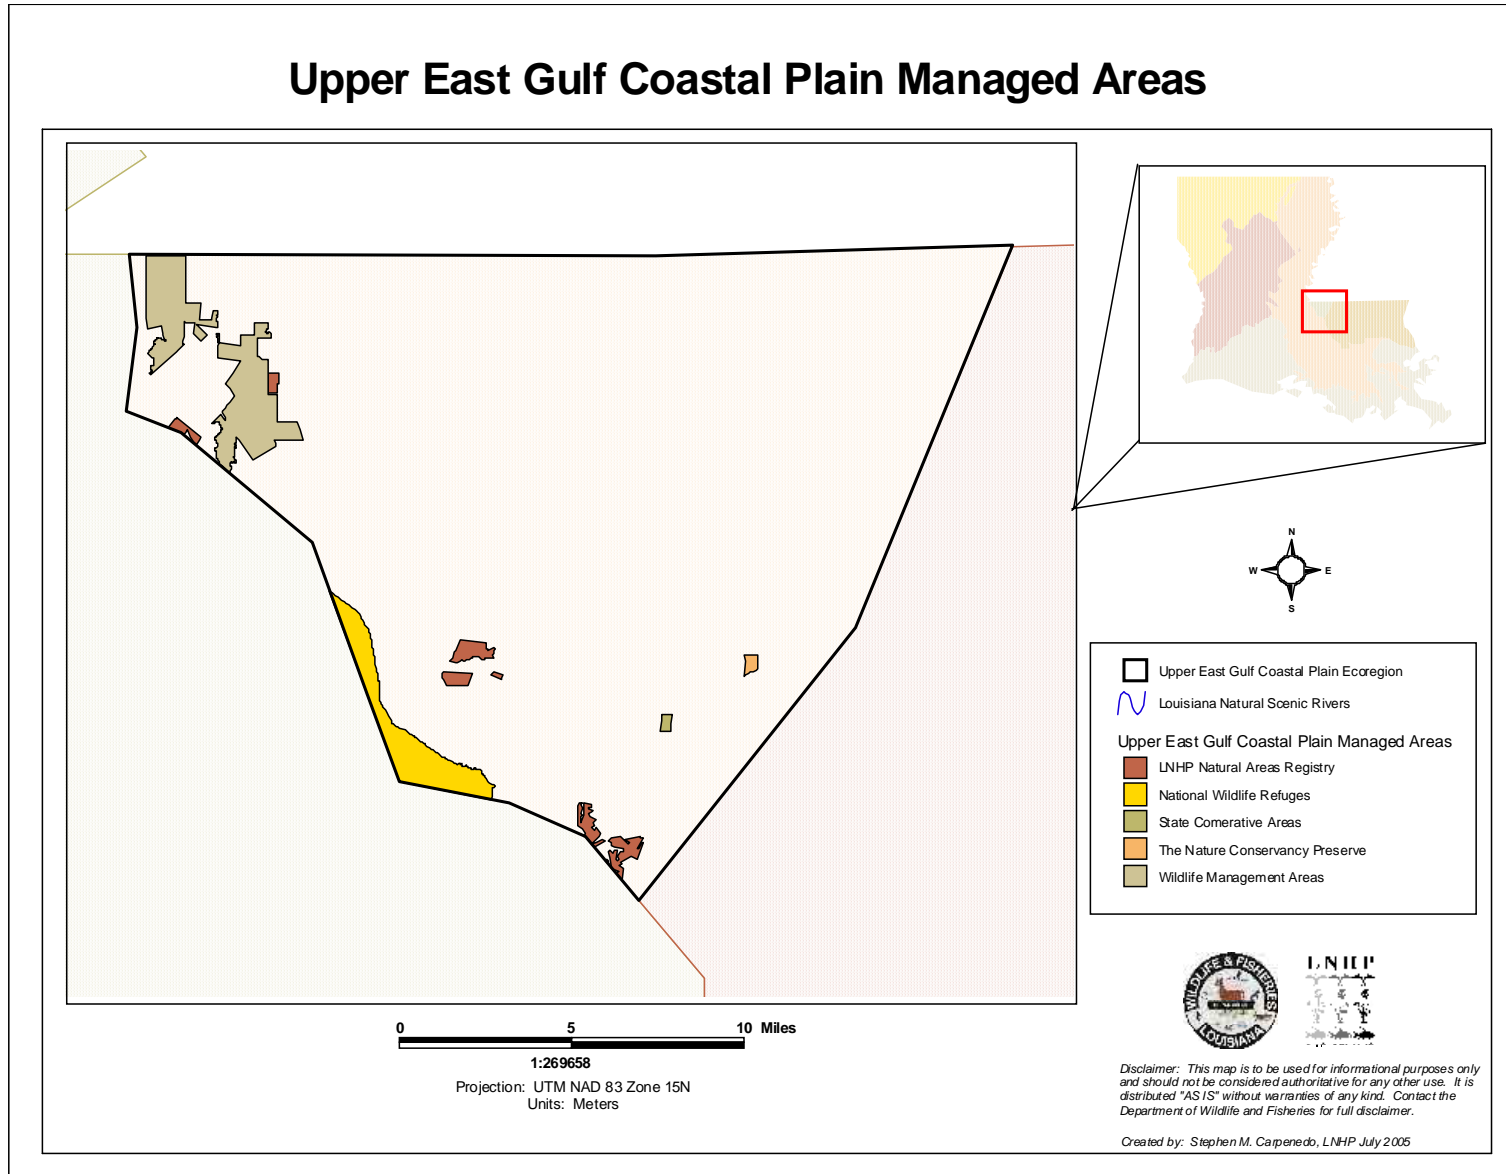 Upper East Gulf Coastal Plain Managed Areas
N
W
E
S
Upper East Gulf Coastal Plain Ecoregion
Louisiana Natural Scenic Rivers
Upper East Gulf Coastal Plain Managed Areas
LNHP Natural Areas Registry
National Wildlife Refuges
State Comerative Areas
The Nature Conservancy Preserve
Wildlife Management Areas
0 5 10 Miles
1:269658
Projection: UTM NAD 83 Zone 15N
Units: Meters
WILDLIFE & FISHERIES
LOUISIANA
LNHP
Disclaimer: This map is to be used for informational purposes only
and should not be considered authoritative for any other use. It is
distributed "AS IS" without warranties of any kind. Contact the
Department of Wildlife and Fisheries for full disclaimer.
Created by: Stephen M. Carpenedo, LNHP July 2005